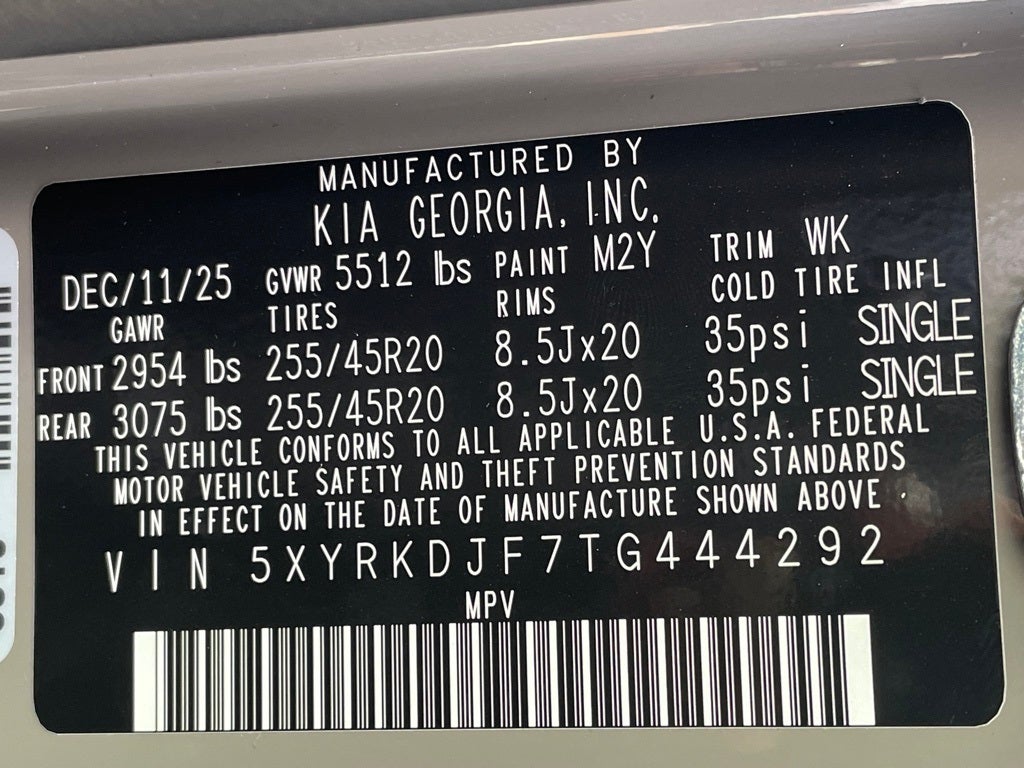 MANUFACTURED BY
KIA GEORGIA, INC.
DEC/11/25 GVWR 5512 lbs PAINT M2Y TRIM WK
GAWR TIRES RIMS COLD TIRE INFL
FRONT 2954 lbs 255/45R20 8.5Jx20 35psi SINGLE
REAR 3075 lbs 255/45R20 8.5Jx20 35psi SINGLE
THIS VEHICLE CONFORMS TO ALL APPLICABLE U.S.A. FEDERAL
MOTOR VEHICLE SAFETY AND THEFT PREVENTION STANDARDS
IN EFFECT ON THE DATE OF MANUFACTURE SHOWN ABOVE .
VIN 5XYRKDJF7TG444292
MPV